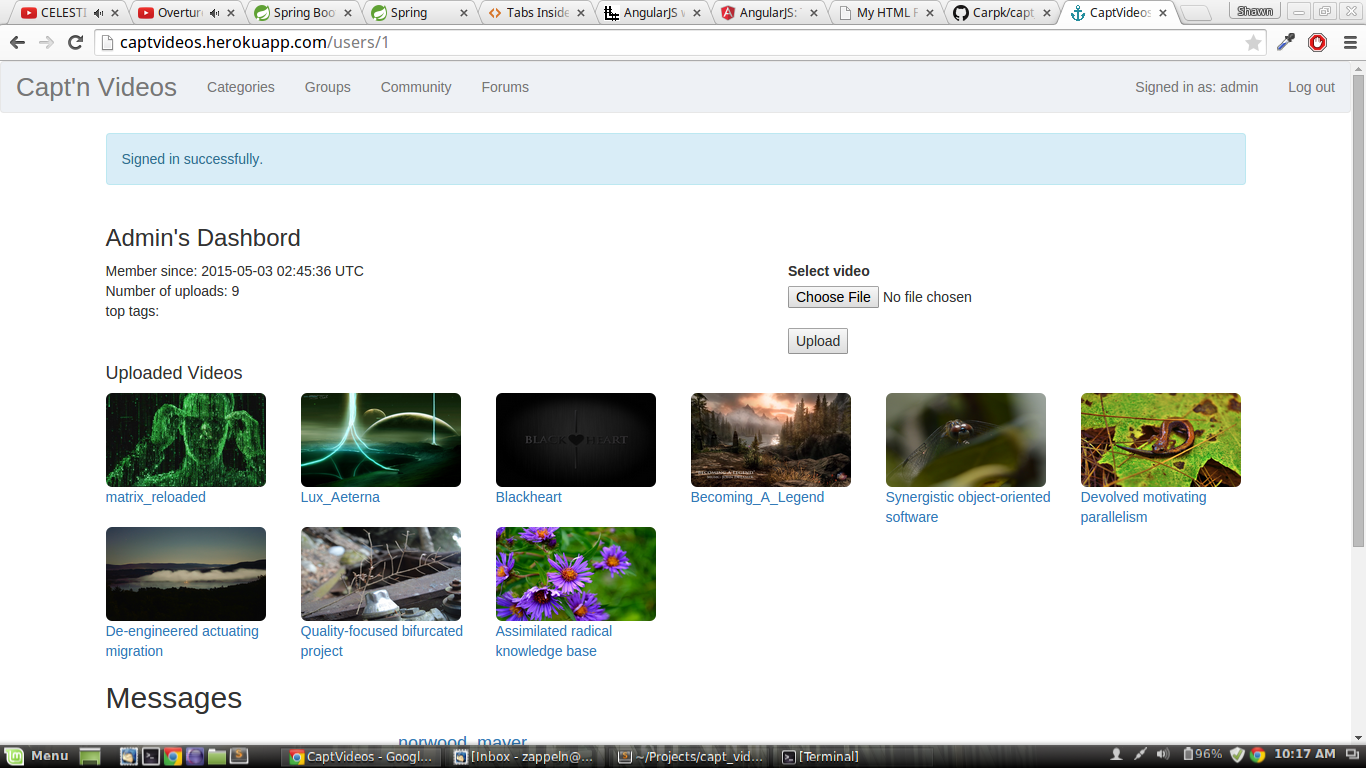 CELESTI
Overtur
Spring Boo
Spring
Tabs Inside
AngularJS w
AngularJS:
My HTML F
Carpk/capt
CaptVideos
Shawn
captvideos.herokuapp.com/users/1
Capt'n Videos
Categories
Groups
Community
Forums
Signed in as: admin
Log out
Signed in successfully.
Admin's Dashbord
Member since: 2015-05-03 02:45:36 UTC
Number of uploads: 9
top tags:
Select video
Choose File No file chosen
Upload
Uploaded Videos
BLACK HEART
matrix_reloaded
Lux_Aeterna
Blackheart
Becoming_A_Legend
Synergistic object-oriented
software
Devolved motivating
parallelism
De-engineered actuating
migration
Quality-focused bifurcated
project
Assimilated radical
knowledge base
Messages
norwood_mayer
Menu
CaptVideos - Googl...
[Inbox - zappeln@...
~/Projects/capt_vid...
[Terminal]
96%
10:17 AM